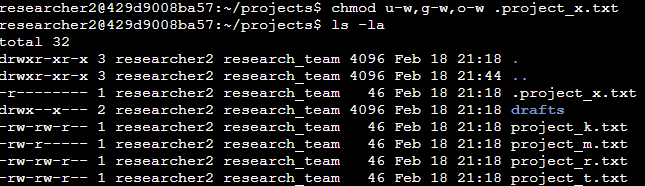 researcher2@429d9008ba57:~/projects$ chmod u-w,g-w,o-w .project_x.txt
researcher2@429d9008ba57:~/projects$ ls -la
total 32
drwxr-xr-x 3 researcher2 research_team 4096 Feb 18 21:18 .
drwxr-xr-x 3 researcher2 research_team 4096 Feb 18 21:44 ..
-r-------- 1 researcher2 research_team   46 Feb 18 21:18 .project_x.txt
drwx--x--- 2 researcher2 research_team 4096 Feb 18 21:18 drafts
-rw-rw-r-- 1 researcher2 research_team   46 Feb 18 21:18 project_k.txt
-rw-r----- 1 researcher2 research_team   46 Feb 18 21:18 project_m.txt
-rw-rw-r-- 1 researcher2 research_team   46 Feb 18 21:18 project_r.txt
-rw-rw-r-- 1 researcher2 research_team   46 Feb 18 21:18 project_t.txt